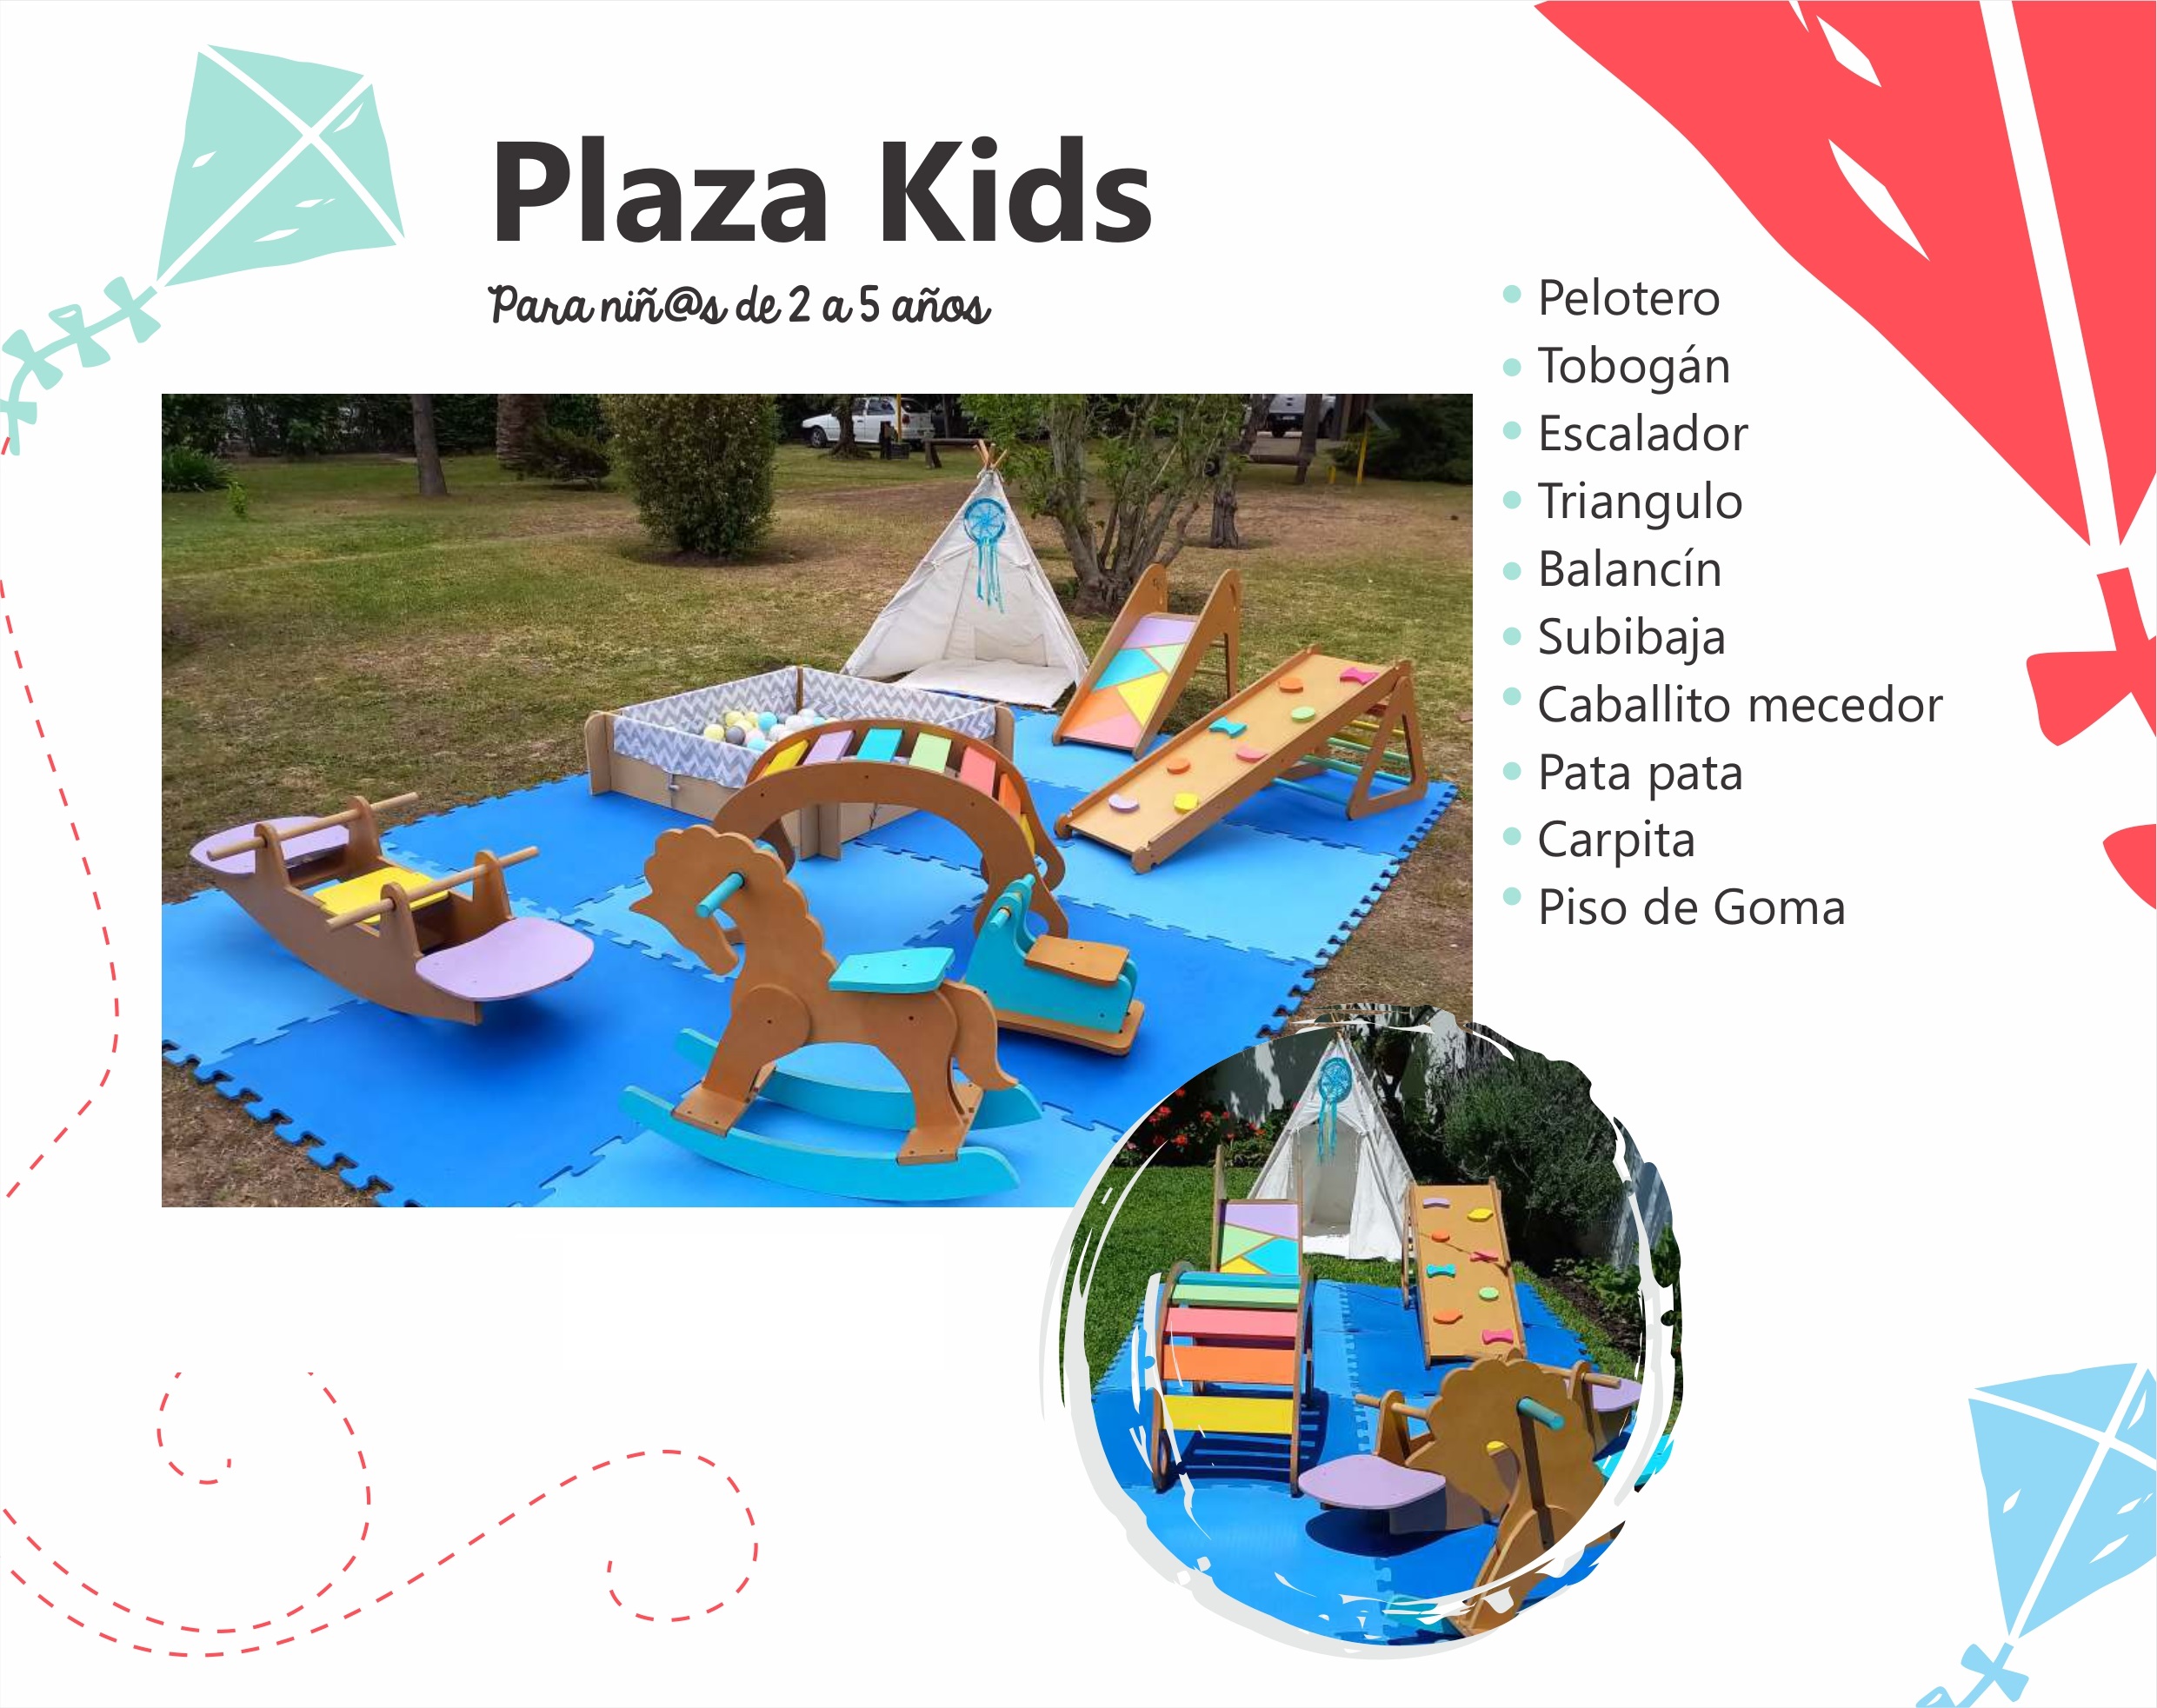 Plaza Kids
Para niñ@s de 2 a 5 años
Pelotero
Tobogán
Escalador
Triangulo
Balancín
Subibaja
Caballito mecedor
Pata pata
Carpita
Piso de Goma